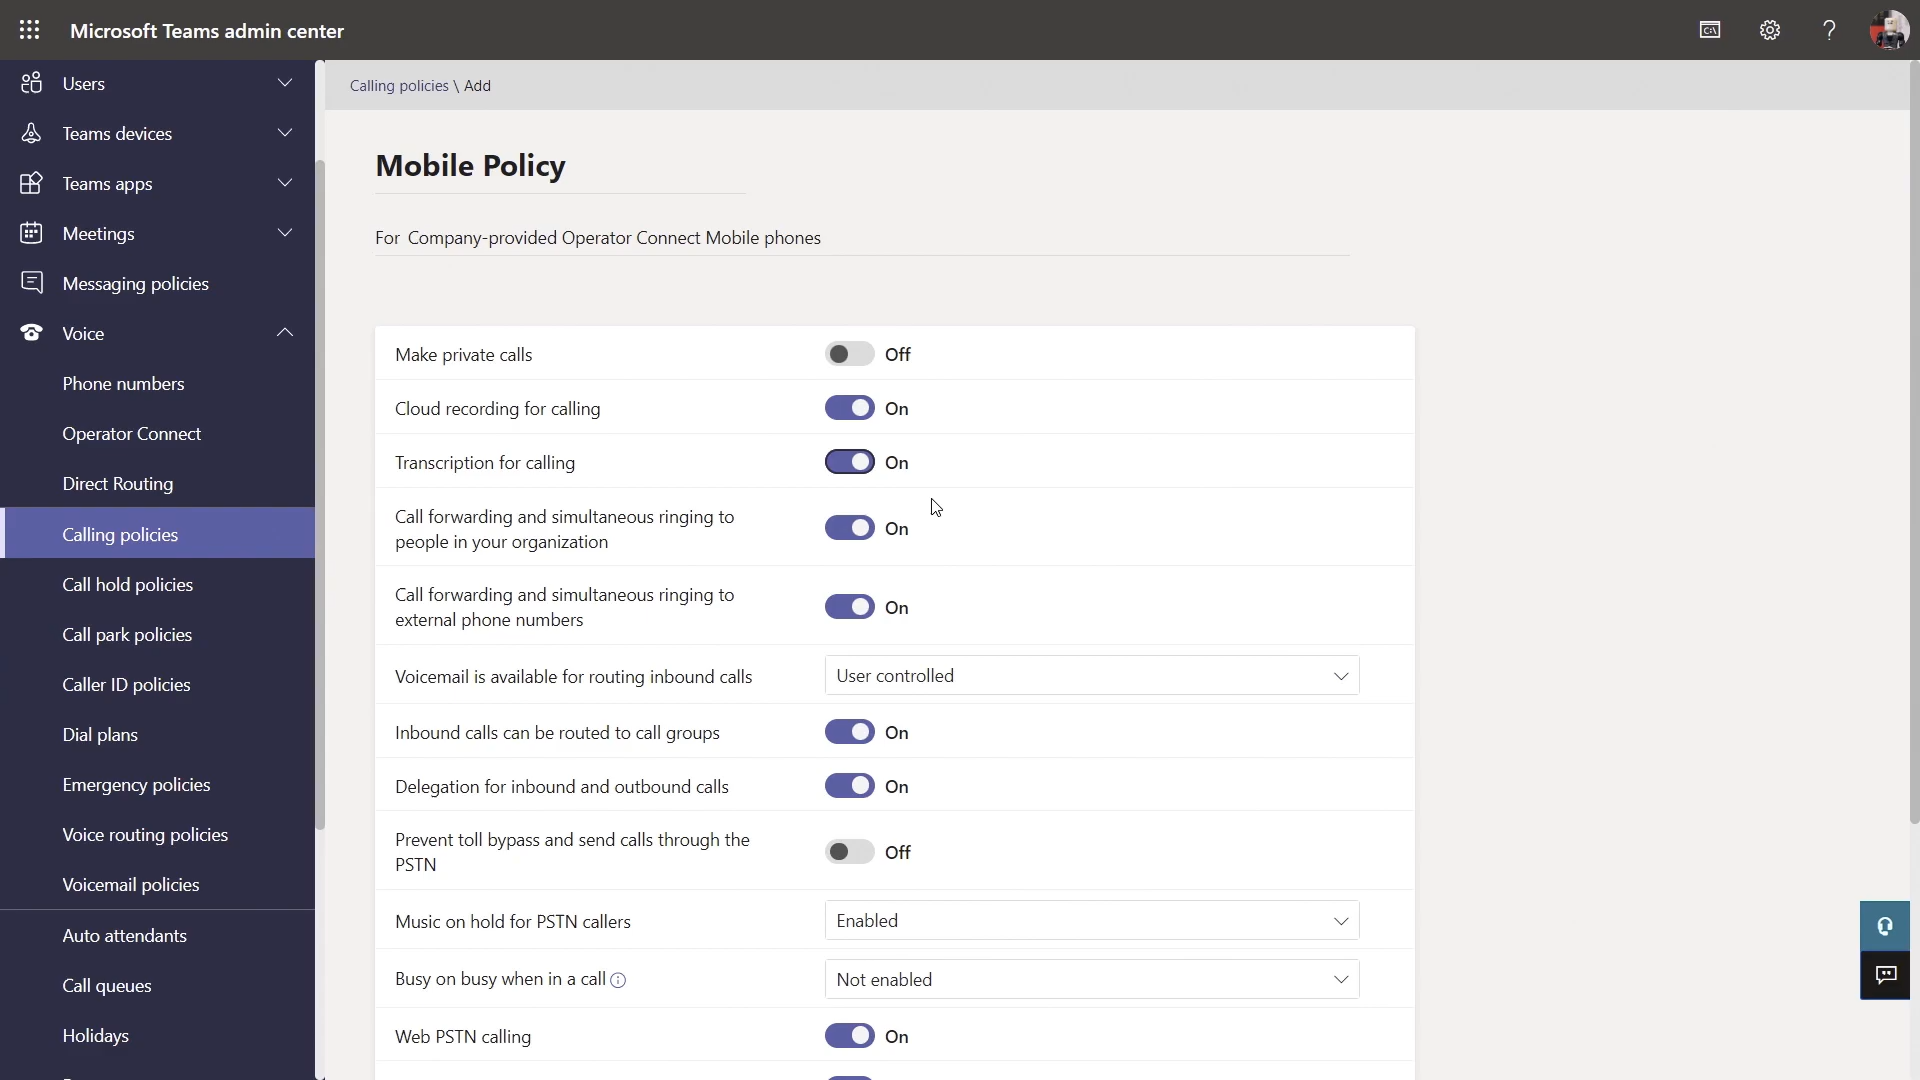 Microsoft Teams admin center
Users
Teams devices
Teams apps
Meetings
Messaging policies
Voice
Phone numbers
Operator Connect
Direct Routing
Calling policies
Call hold policies
Call park policies
Caller ID policies
Dial plans
Emergency policies
Voice routing policies
Voicemail policies
Auto attendants
Call queues
Holidays
Calling policies \ Add
Mobile Policy
For Company-provided Operator Connect Mobile phones
Make private calls Off
Cloud recording for calling On
Transcription for calling On
Call forwarding and simultaneous ringing to
people in your organization On
Call forwarding and simultaneous ringing to
external phone numbers On
Voicemail is available for routing inbound calls User controlled
Inbound calls can be routed to call groups On
Delegation for inbound and outbound calls On
Prevent toll bypass and send calls through the
PSTN Off
Music on hold for PSTN callers Enabled
Busy on busy when in a call Not enabled
Web PSTN calling On